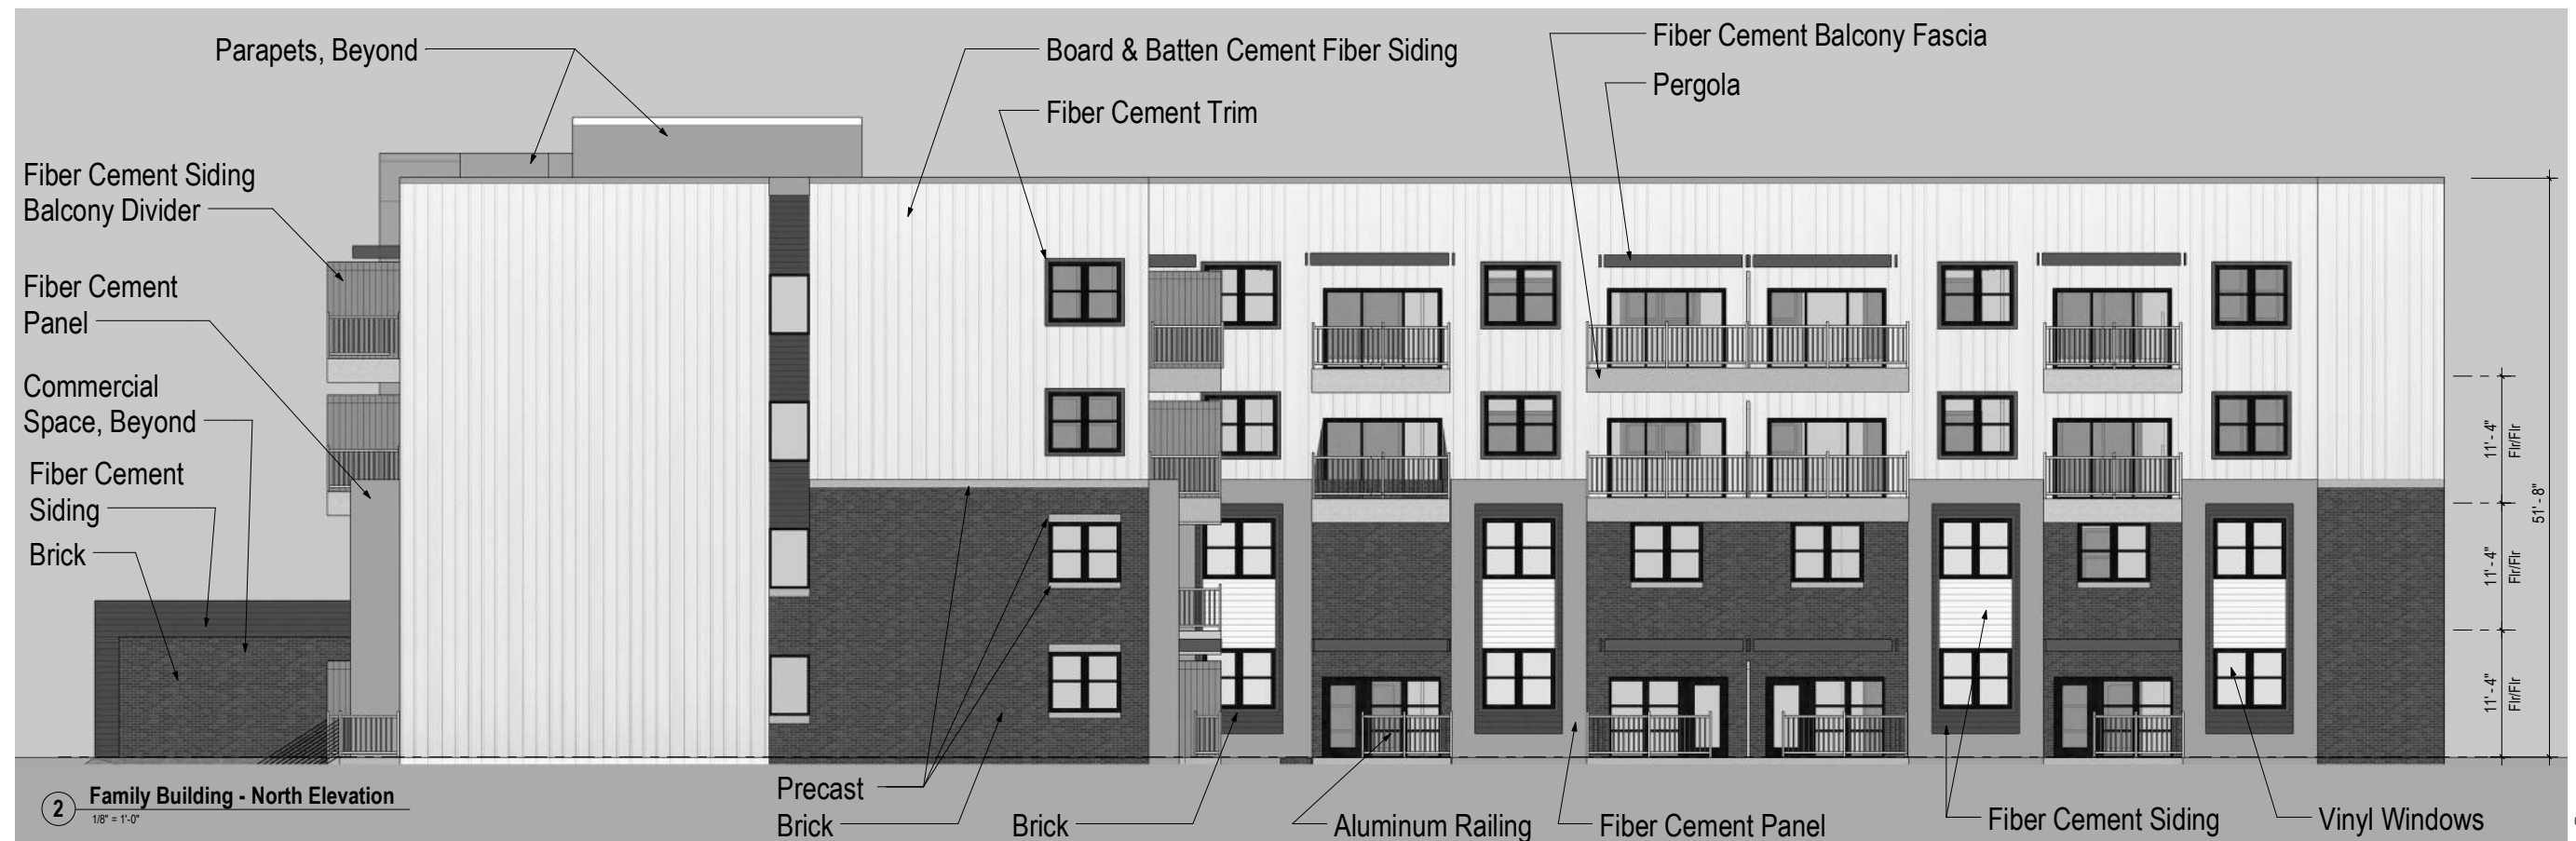 Parapets, Beyond
Board & Batten Cement Fiber Siding
Fiber Cement Trim
Fiber Cement Balcony Fascia
Pergola
Fiber Cement Siding
Balcony Divider
Fiber Cement
Panel
Commercial
Space, Beyond
Fiber Cement
Siding
Brick
11' - 4"
Flr/Flr
11' - 4"
Flr/Flr
11' - 4"
Flr/Flr
51' - 8"
2
Family Building - North Elevation
1/8" = 1'-0"
Precast
Brick
Brick
Aluminum Railing
Fiber Cement Panel
Fiber Cement Siding
Vinyl Windows